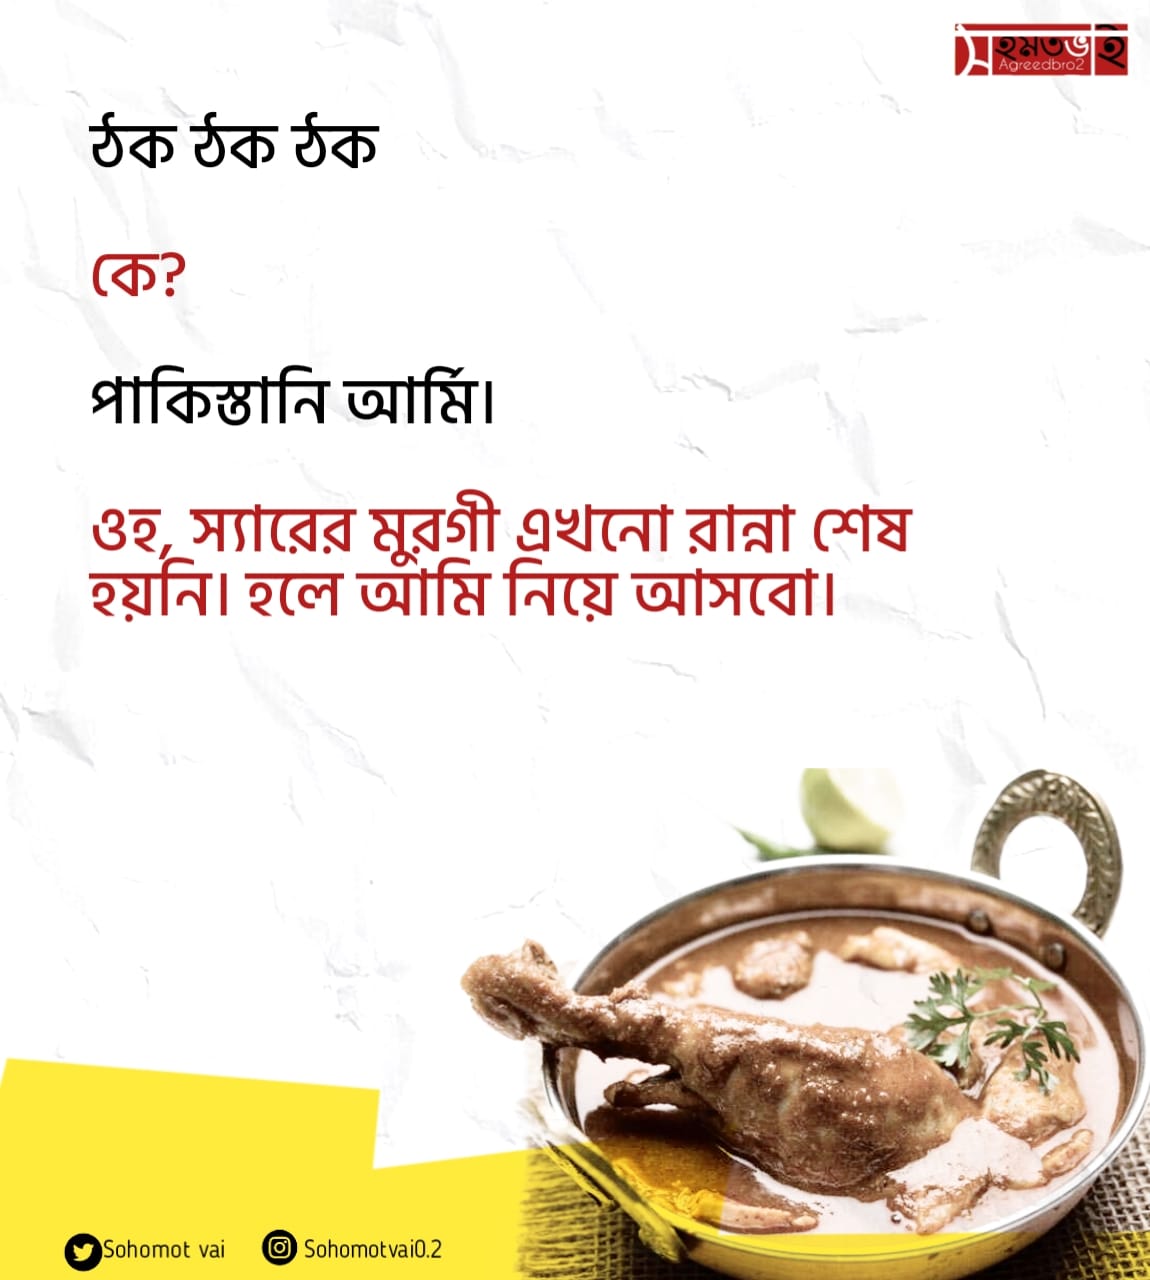 সহমতভাই
Agreedbro2
ঠক ঠক ঠক
কে?
পাকিস্তানি আর্মি।
ওহ, স্যারের মুরগী এখনো রান্না শেষ
হয়নি। হলে আমি নিয়ে আসবো।
Sohomot vai
Sohomotvai0.2